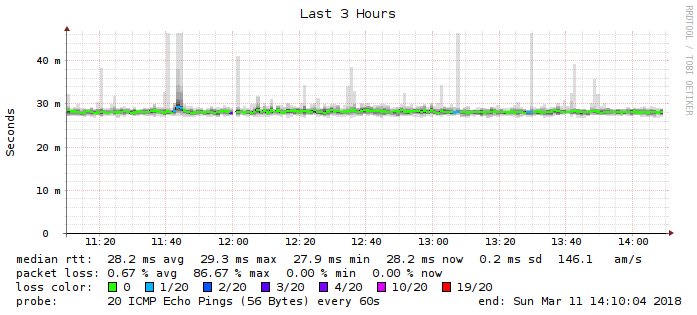 Last 3 Hours
RRDTOOL / TOBI OETIKER
Seconds
40 m
30 m
20 m
10 m
0
11:20 11:40 12:00 12:20 12:40 13:00 13:20 13:40 14:00
median rtt: 28.2 ms avg 29.3 ms max 27.9 ms min 28.2 ms now 0.2 ms sd 146.1 am/s
packet loss: 0.67 % avg 86.67 % max 0.00 % min 0.00 % now
loss color: 0 1/20 2/20 3/20 4/20 10/20 19/20
probe: 20 ICMP Echo Pings (56 Bytes) every 60s end: Sun Mar 11 14:10:04 2018